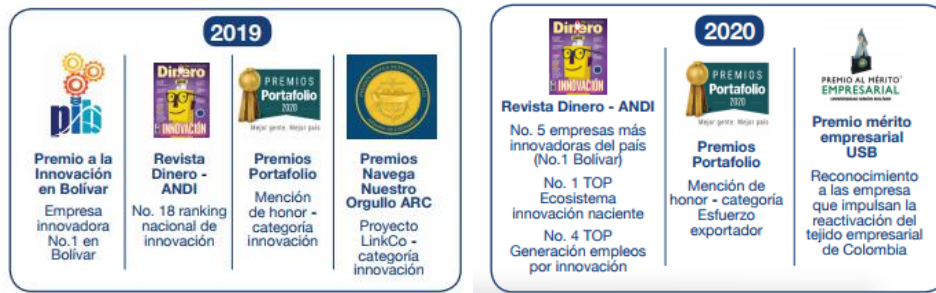 2019
pib
Premio a la
Innovación
en Bolívar
Empresa
innovadora
No.1 en
Bolívar
Dinero
INNOVACIÓN
Revista
Dinero -
ANDI
No. 18 ranking
nacional de
innovación
PREMIOS
Portafolio
2020
Mejor gente. Mejor país
Premios
Portafolio
Mención
de honor -
categoría
innovación
Premios
Navega
Nuestro
Orgullo ARC
Proyecto
LinkCo -
categoría
innovación
2020
Dinero
INNOVACIÓN
Revista Dinero - ANDI
No. 5 empresas más
innovadoras del país
(No.1 Bolívar)
No. 1 TOP
Ecosistema
innovación naciente
No. 4 TOP
Generación empleos
por innovación
PREMIOS
Portafolio
2020
Mejor gente. Mejor país
Premios
Portafolio
Mención de
honor - categoría
Esfuerzo
exportador
PREMIO AL MÉRITO
EMPRESARIAL
UNIVERSIDAD SIMÓN BOLÍVAR
Premio mérito
empresarial
USB
Reconocimiento
a las empresa
que impulsan la
reactivación del
tejido empresarial
de Colombia